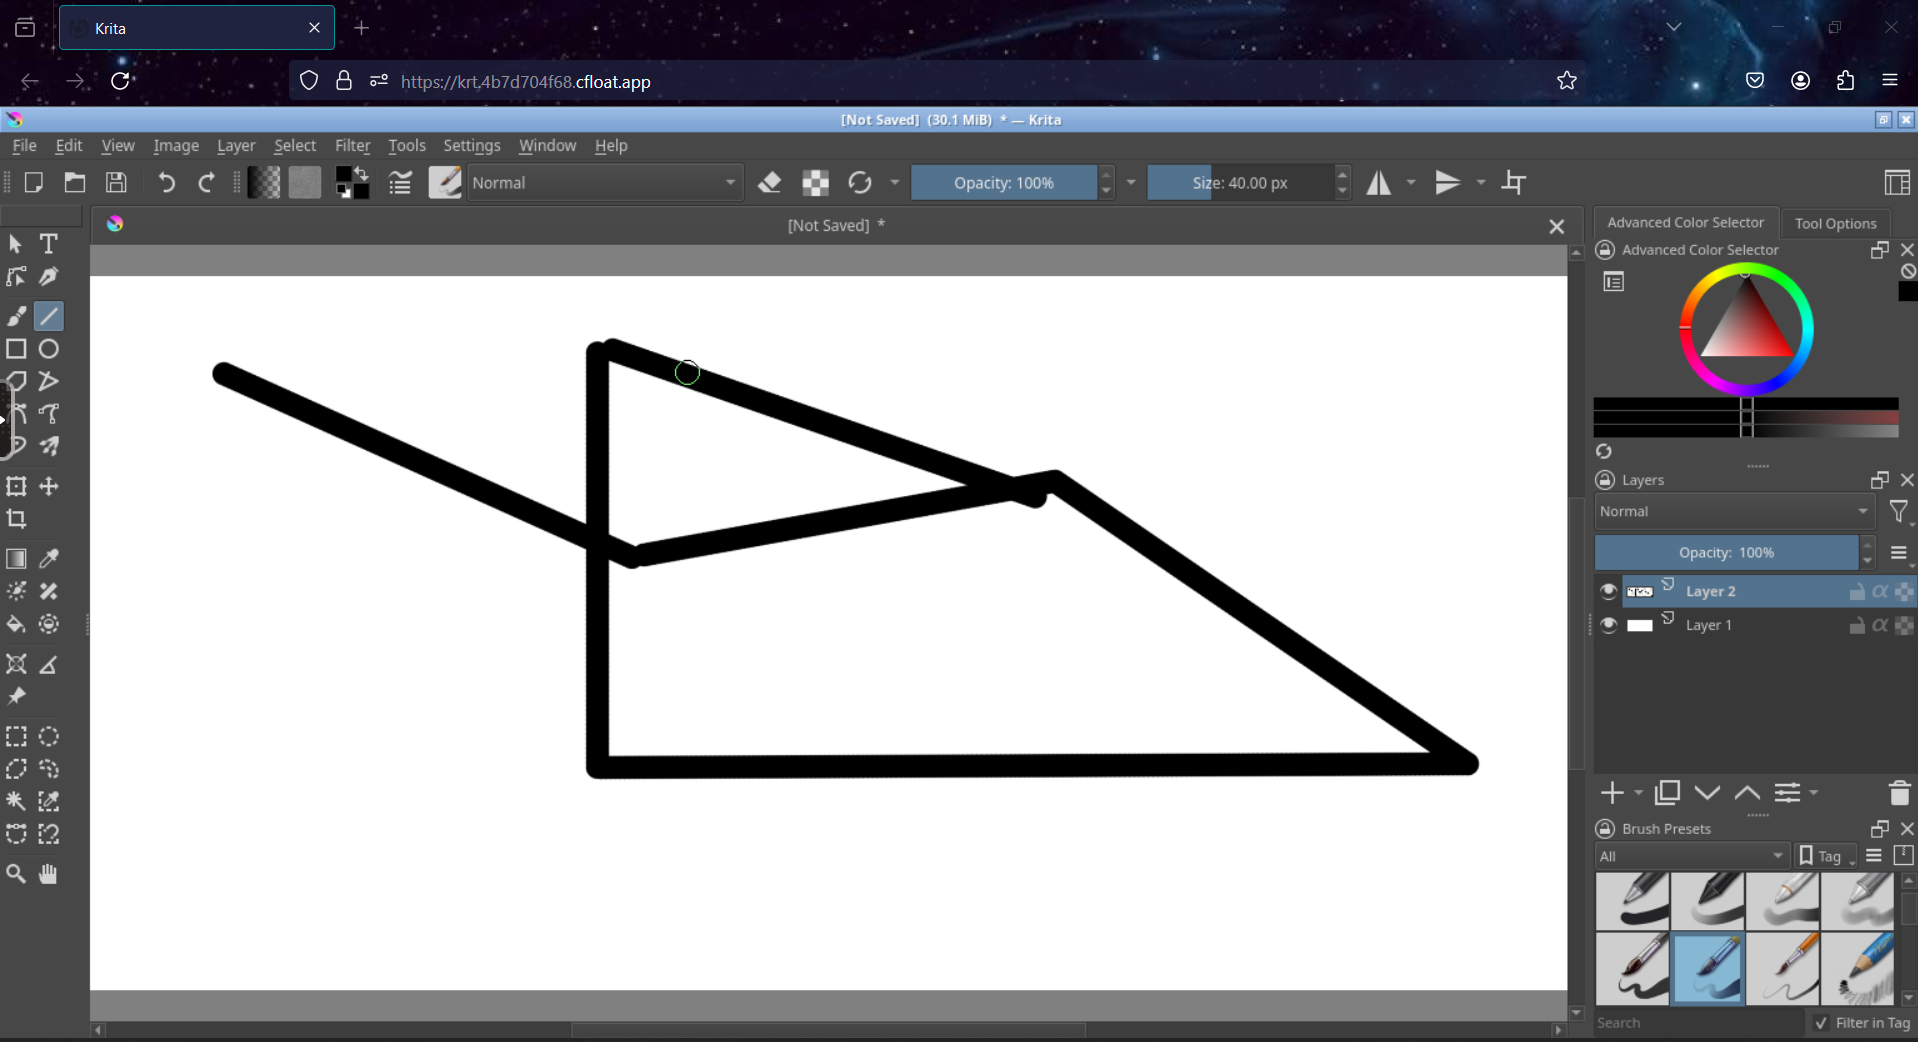 Krita
https://krt.4b7d704f68.cfloat.app
[Not Saved]  (30.1 MiB)  * — Krita
File Edit View Image Layer Select Filter Tools Settings Window Help
Normal Opacity: 100% Size: 40.00 px
[Not Saved]  *
Advanced Color Selector Tool Options
Advanced Color Selector
Layers
Normal
Opacity:  100%
Layer 2
Layer 1
Brush Presets
All Tag
Search Filter in Tag